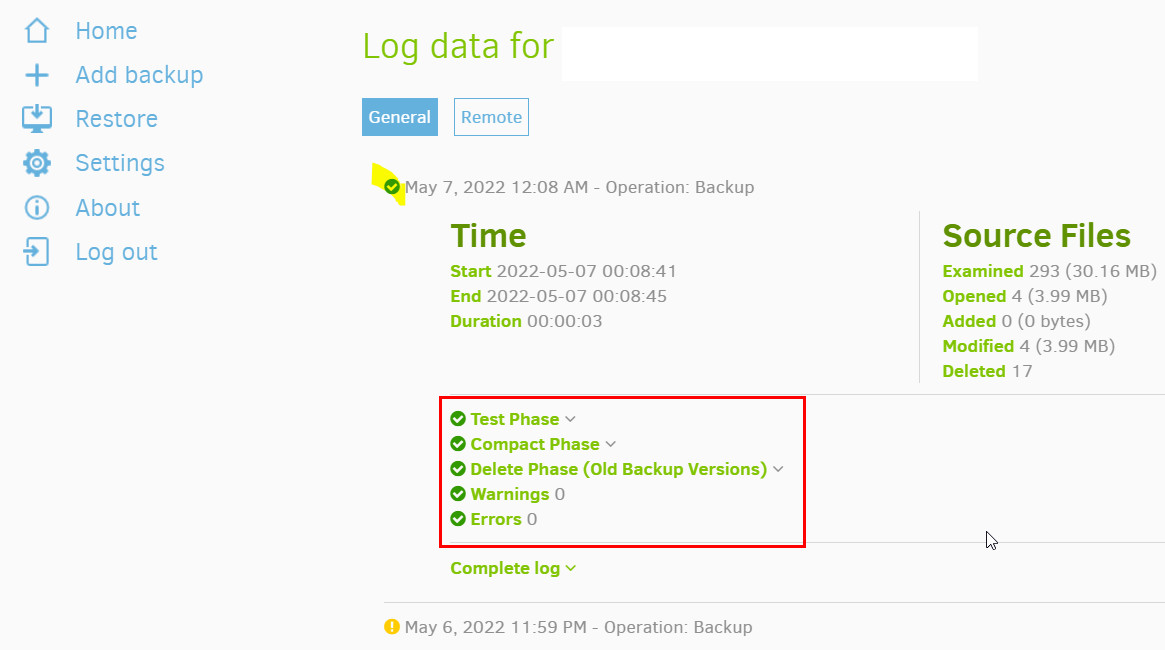 Home
Add backup
Restore
Settings
About
Log out
Log data for
General
Remote
May 7, 2022 12:08 AM - Operation: Backup
Time
Start 2022-05-07 00:08:41
End 2022-05-07 00:08:45
Duration 00:00:03
Source Files
Examined 293 (30.16 MB)
Opened 4 (3.99 MB)
Added 0 (0 bytes)
Modified 4 (3.99 MB)
Deleted 17
Test Phase
Compact Phase
Delete Phase (Old Backup Versions)
Warnings 0
Errors 0
Complete log
May 6, 2022 11:59 PM - Operation: Backup